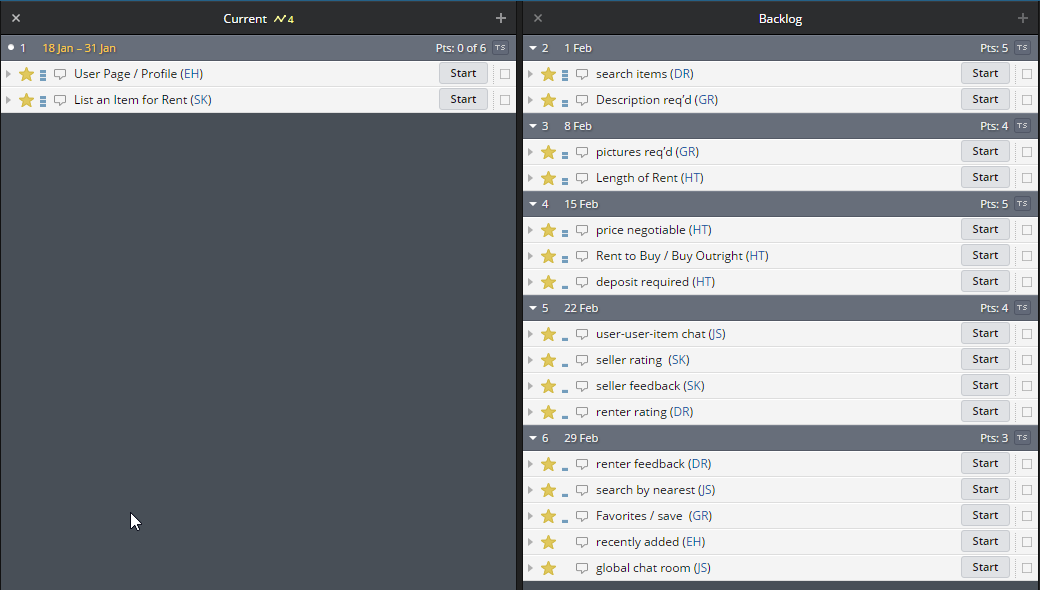 Current 4
1 18 Jan – 31 Jan Pts: 0 of 6 TS
User Page / Profile (EH) Start
List an Item for Rent (SK) Start
Backlog
2 1 Feb Pts: 5 TS
search items (DR) Start
Description req'd (GR) Start
3 8 Feb Pts: 4 TS
pictures req'd (GR) Start
Length of Rent (HT) Start
4 15 Feb Pts: 5 TS
price negotiable (HT) Start
Rent to Buy / Buy Outright (HT) Start
deposit required (HT) Start
5 22 Feb Pts: 4 TS
user-user-item chat (JS) Start
seller rating (SK) Start
seller feedback (SK) Start
renter rating (DR) Start
6 29 Feb Pts: 3 TS
renter feedback (DR) Start
search by nearest (JS) Start
Favorites / save (GR) Start
recently added (EH) Start
global chat room (JS) Start